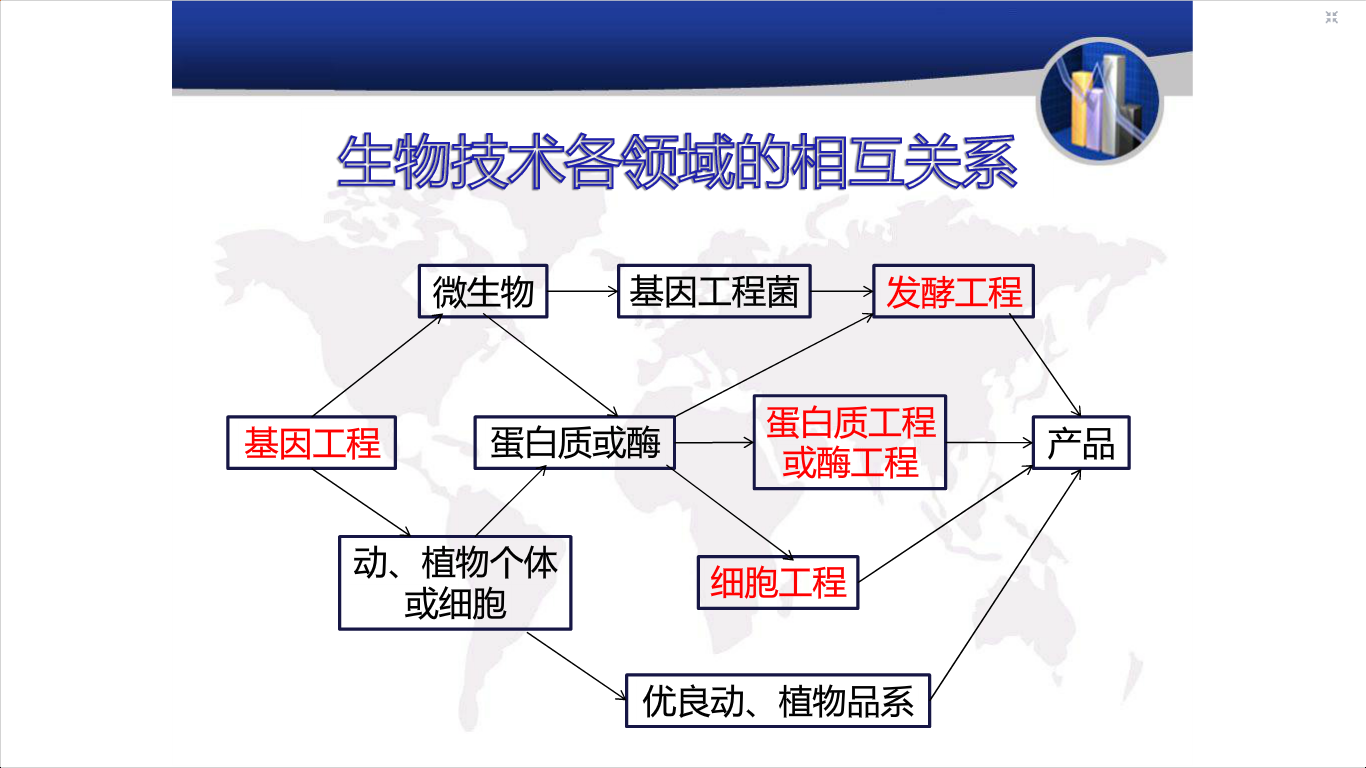 生物技术各领域的相互关系
微生物
基因工程菌
发酵工程
基因工程
蛋白质或酶
蛋白质工程
或酶工程
产品
动、植物个体
或细胞
细胞工程
优良动、植物品系